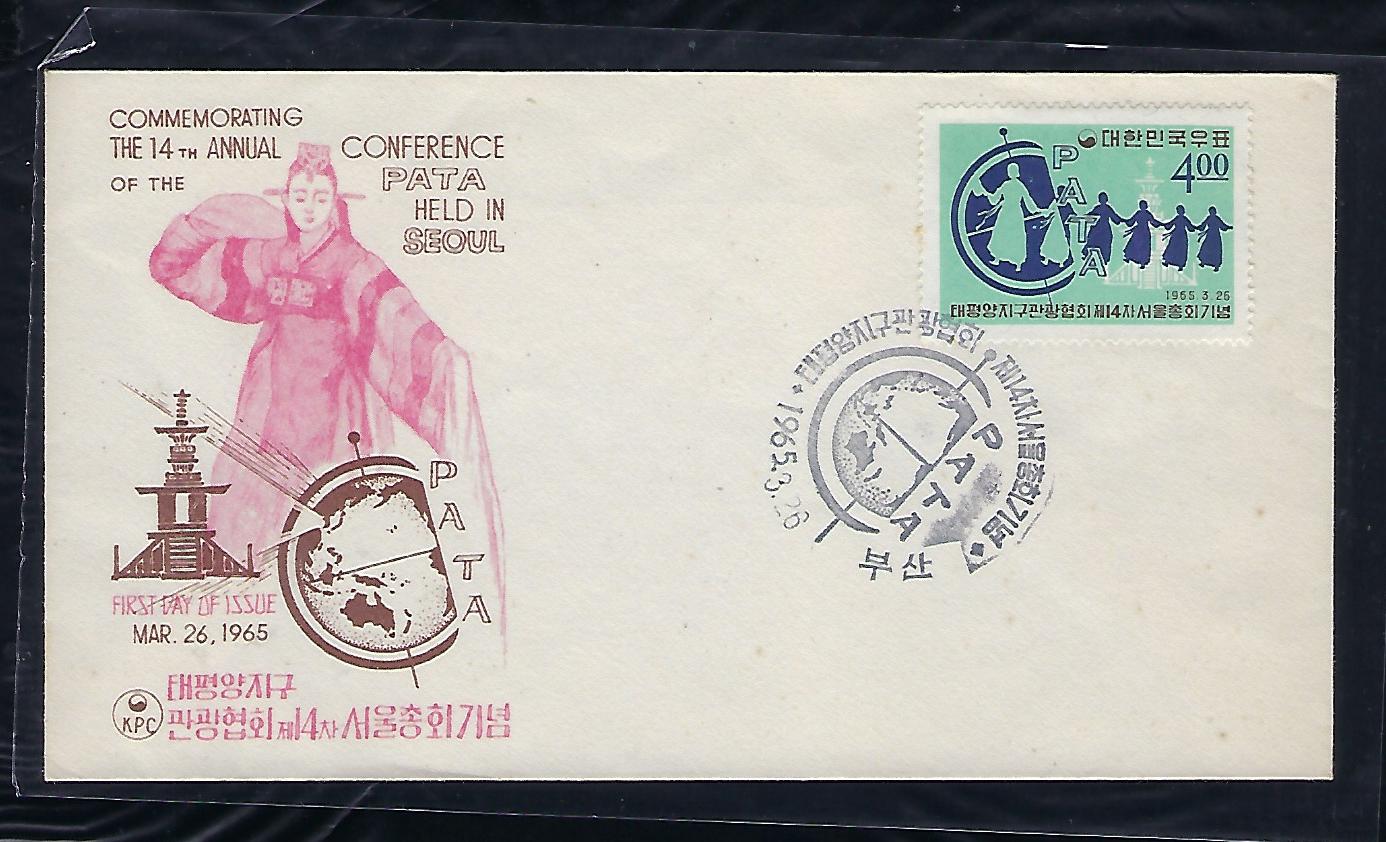 COMMEMORATING
THE 14TH ANNUAL CONFERENCE
OF THE PATA
HELD IN
SEOUL
PATA
FIRST DAY OF ISSUE
MAR. 26, 1965
태평양지구
관광협회제14차서울총회기념
KPC
대한민국우표
400
PATA
1965 3 26
태평양지구관광협회제14차서울총회기념
태평양지구관광협회 · 제14차서울총회기념
1965.3.26
PATA
부산